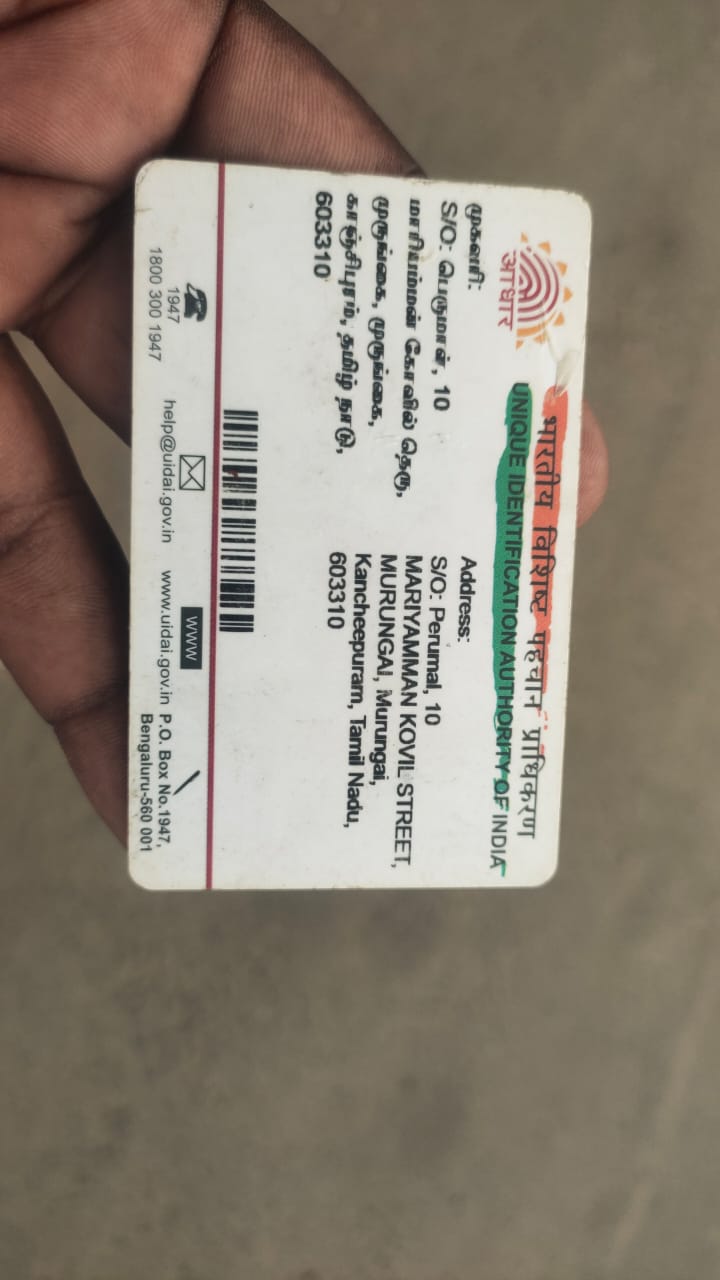 भारतीय विशिष्ट पहचान प्राधिकरण
UNIQUE IDENTIFICATION AUTHORITY OF INDIA
आधार
முகவரி:
S/O: பெருமாள், 10
மாரியம்மன் கோவில் தெரு,
முருங்கை, முருங்கை,
காஞ்சிபுரம், தமிழ் நாடு,
603310
Address:
S/O: Perumal, 10
MARIYAMMAN KOVIL STREET,
MURUNGAI, Murungai,
Kancheepuram, Tamil Nadu,
603310
1947
1800 300 1947
help@uidai.gov.in
WWW
www.uidai.gov.in
P.O. Box No.1947,
Bengaluru-560 001